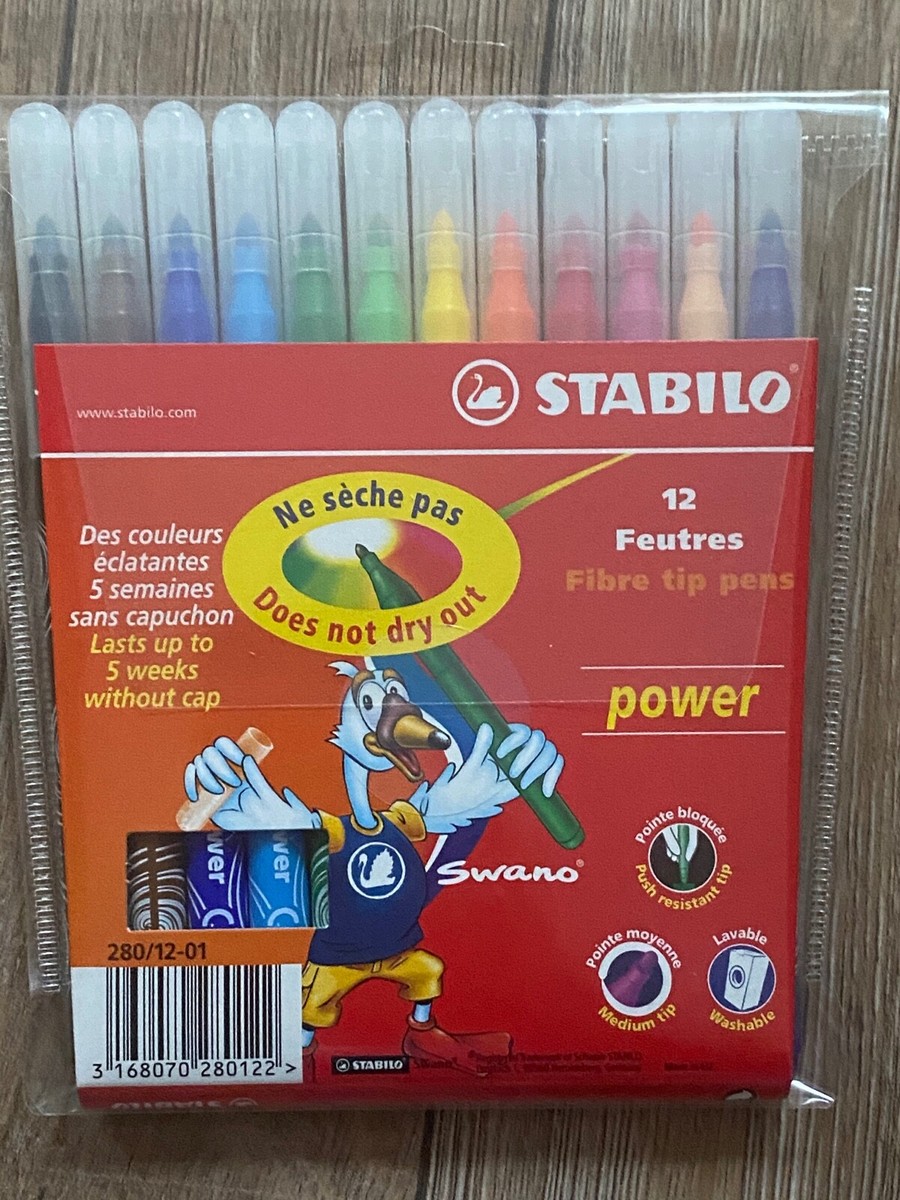 STABILO®
www.stabilo.com
Ne sèche pas
Does not dry out
Des couleurs
éclatantes
5 semaines
sans capuchon
Lasts up to
5 weeks
without cap
12
Feutres
Fibre tip pens
power
Swano®
Pointe bloquée
Push resistant tip
Pointe moyenne
Medium tip
Lavable
Washable
wer
wer
280/12-01
3 168070 280122 >
STABILO